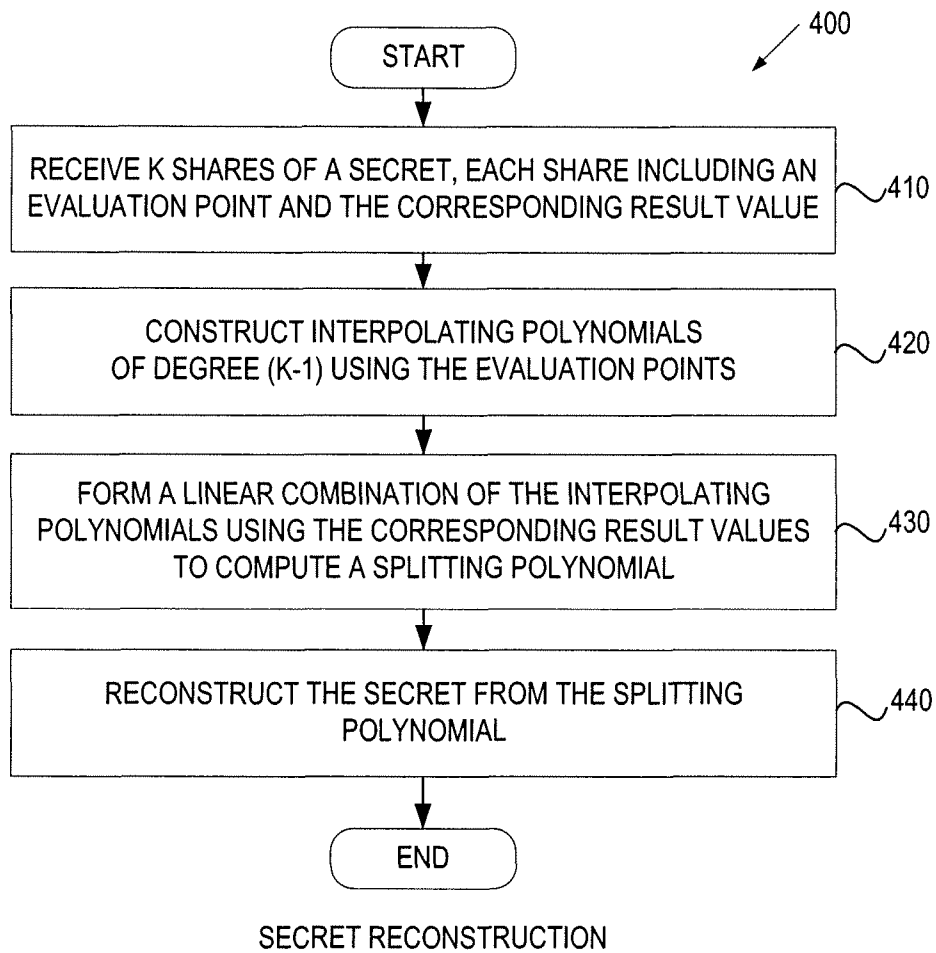 400
START
RECEIVE K SHARES OF A SECRET, EACH SHARE INCLUDING AN
EVALUATION POINT AND THE CORRESPONDING RESULT VALUE
410
CONSTRUCT INTERPOLATING POLYNOMIALS
OF DEGREE (K-1) USING THE EVALUATION POINTS
420
FORM A LINEAR COMBINATION OF THE INTERPOLATING
POLYNOMIALS USING THE CORRESPONDING RESULT VALUES
TO COMPUTE A SPLITTING POLYNOMIAL
430
RECONSTRUCT THE SECRET FROM THE SPLITTING
POLYNOMIAL
440
END
SECRET RECONSTRUCTION